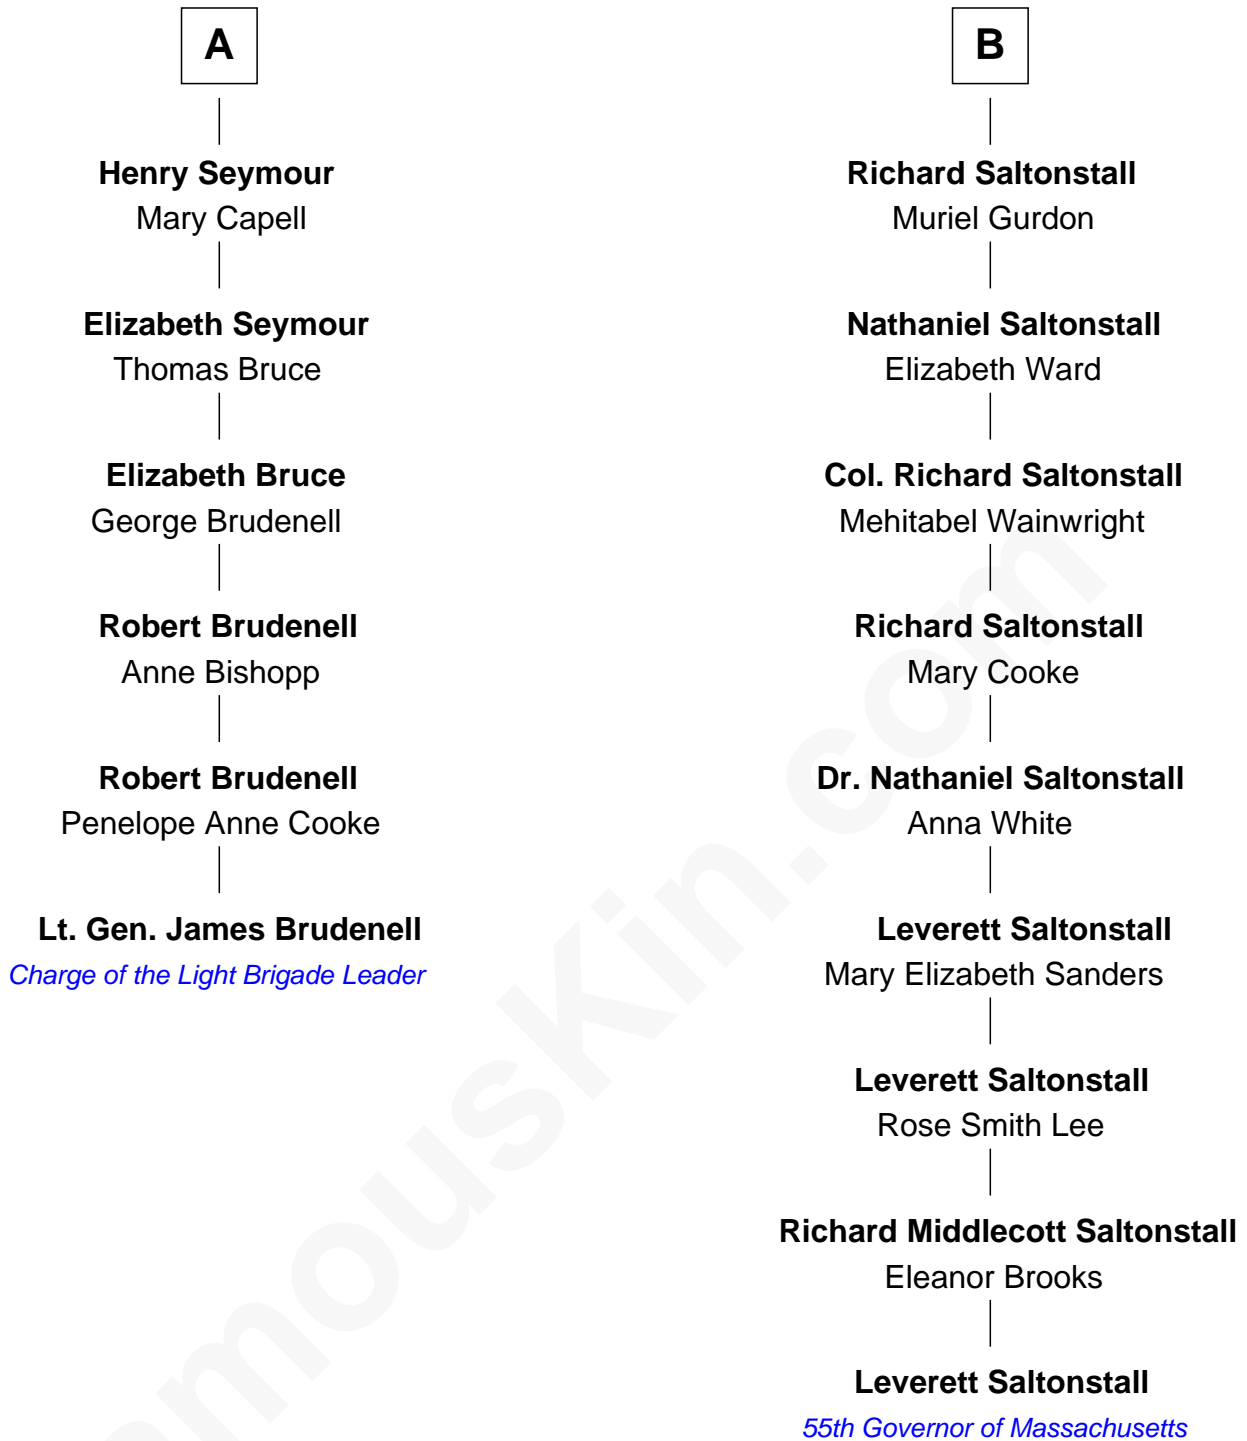 A
Henry Seymour
Mary Capell
Elizabeth Seymour
Thomas Bruce
Elizabeth Bruce
George Brudenell
Robert Brudenell
Anne Bishopp
Robert Brudenell
Penelope Anne Cooke
Lt. Gen. James Brudenell
Charge of the Light Brigade Leader
B
Richard Saltonstall
Muriel Gurdon
Nathaniel Saltonstall
Elizabeth Ward
Col. Richard Saltonstall
Mehitabel Wainwright
Richard Saltonstall
Mary Cooke
Dr. Nathaniel Saltonstall
Anna White
Leverett Saltonstall
Mary Elizabeth Sanders
Leverett Saltonstall
Rose Smith Lee
Richard Middlecott Saltonstall
Eleanor Brooks
Leverett Saltonstall
55th Governor of Massachusetts
amouskin.com